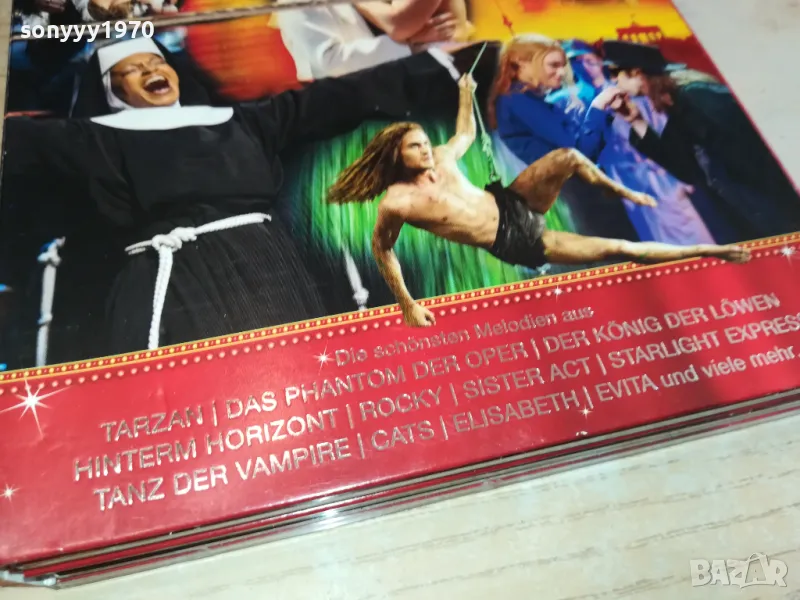 sonyyy1970
Die schönsten Melodien aus
TARZAN | DAS PHANTOM DER OPER | DER KÖNIG DER LÖWEN
HINTERM HORIZONT | ROCKY | SISTER ACT | STARLIGHT EXPRESS
TANZ DER VAMPIRE | CATS | ELISABETH | EVITA und viele mehr ...
BAZAR